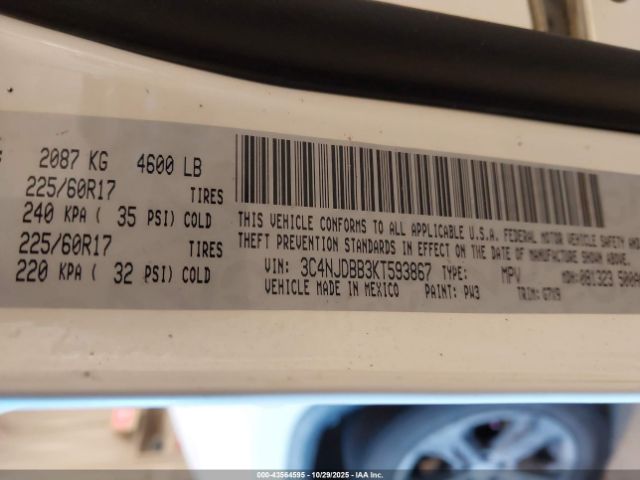 2087 KG 4600 LB
225/60R17 TIRES
240 KPA ( 35 PSI) COLD
225/60R17 TIRES
220 KPA ( 32 PSI) COLD
THIS VEHICLE CONFORMS TO ALL APPLICABLE U.S.A. FEDERAL MOTOR VEHICLE SAFETY AND
THEFT PREVENTION STANDARDS IN EFFECT ON THE DATE OF MANUFACTURE SHOWN ABOVE.
VIN: 3C4NJDBB3KT593867 TYPE: MPV MDH: 081323
VEHICLE MADE IN MEXICO PAINT: PW3 TRIM:
000-43564595 - 10/29/2025 - IAA Inc.